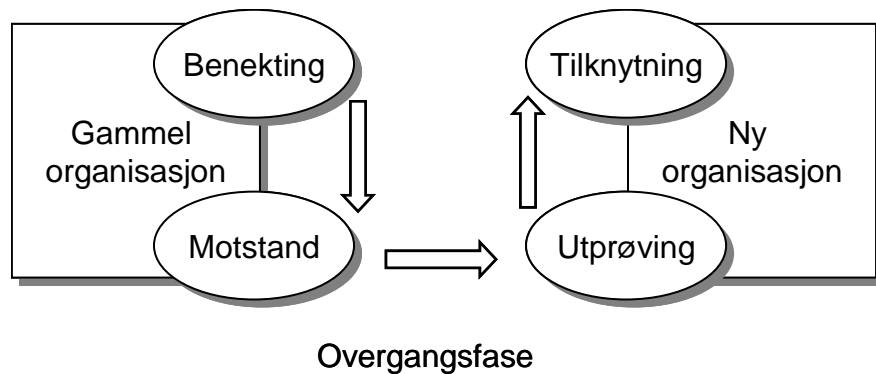 Benekting
Tilknytning
Gammel
organisasjon
Ny
organisasjon
Motstand
Utprøving
Overgangsfase